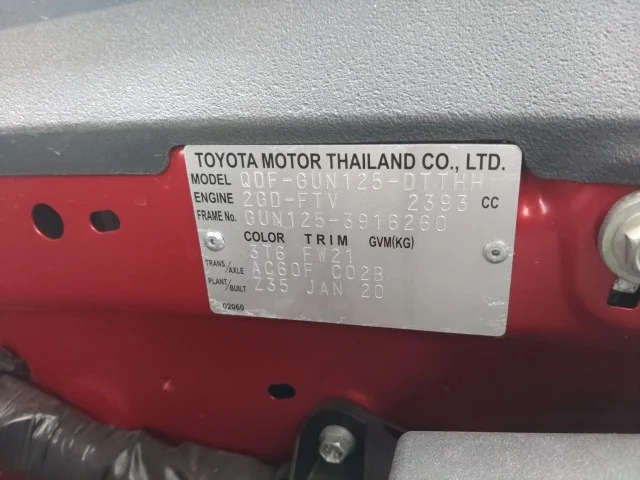 TOYOTA MOTOR THAILAND CO., LTD.
MODEL QDF-GUN125-DTTHH
ENGINE 2GD-FTV 2393 CC
FRAME No. GUN125-3916260
COLOR TRIM GVM(KG)
3T6 FW21
TRANS/AXLE AC60F C02B
PLANT/BUILT Z35 JAN 20
02060